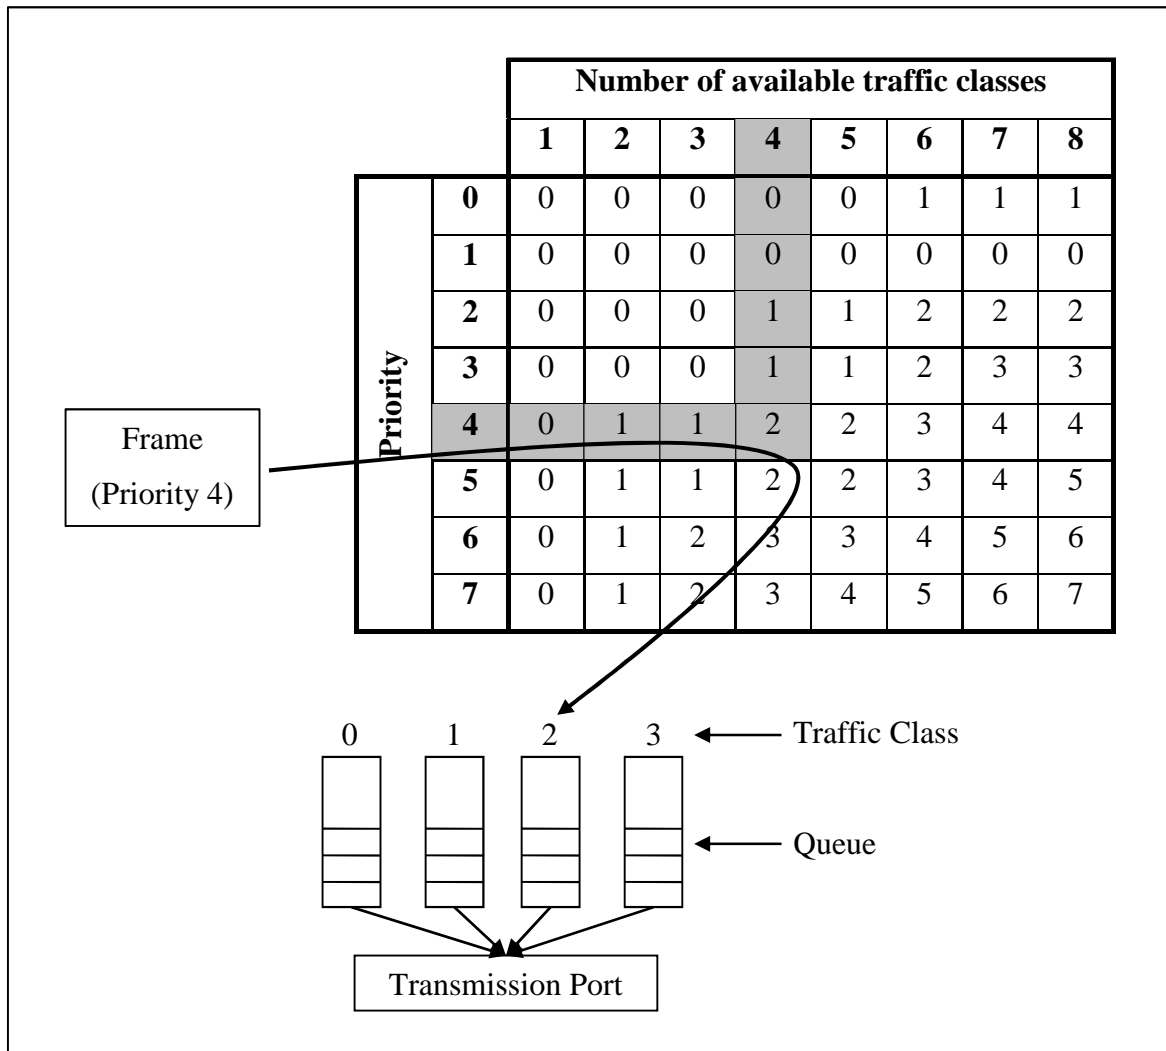 Number of available traffic classes
1 2 3 4 5 6 7 8
Priority
0 0 0 0 0 0 1 1 1
1 0 0 0 0 0 0 0 0
2 0 0 0 1 1 2 2 2
3 0 0 0 1 1 2 3 3
4 0 1 1 2 2 3 4 4
5 0 1 1 2 2 3 4 5
6 0 1 2 3 3 4 5 6
7 0 1 2 3 4 5 6 7
Frame
(Priority 4)
0 1 2 3 Traffic Class
Queue
Transmission Port